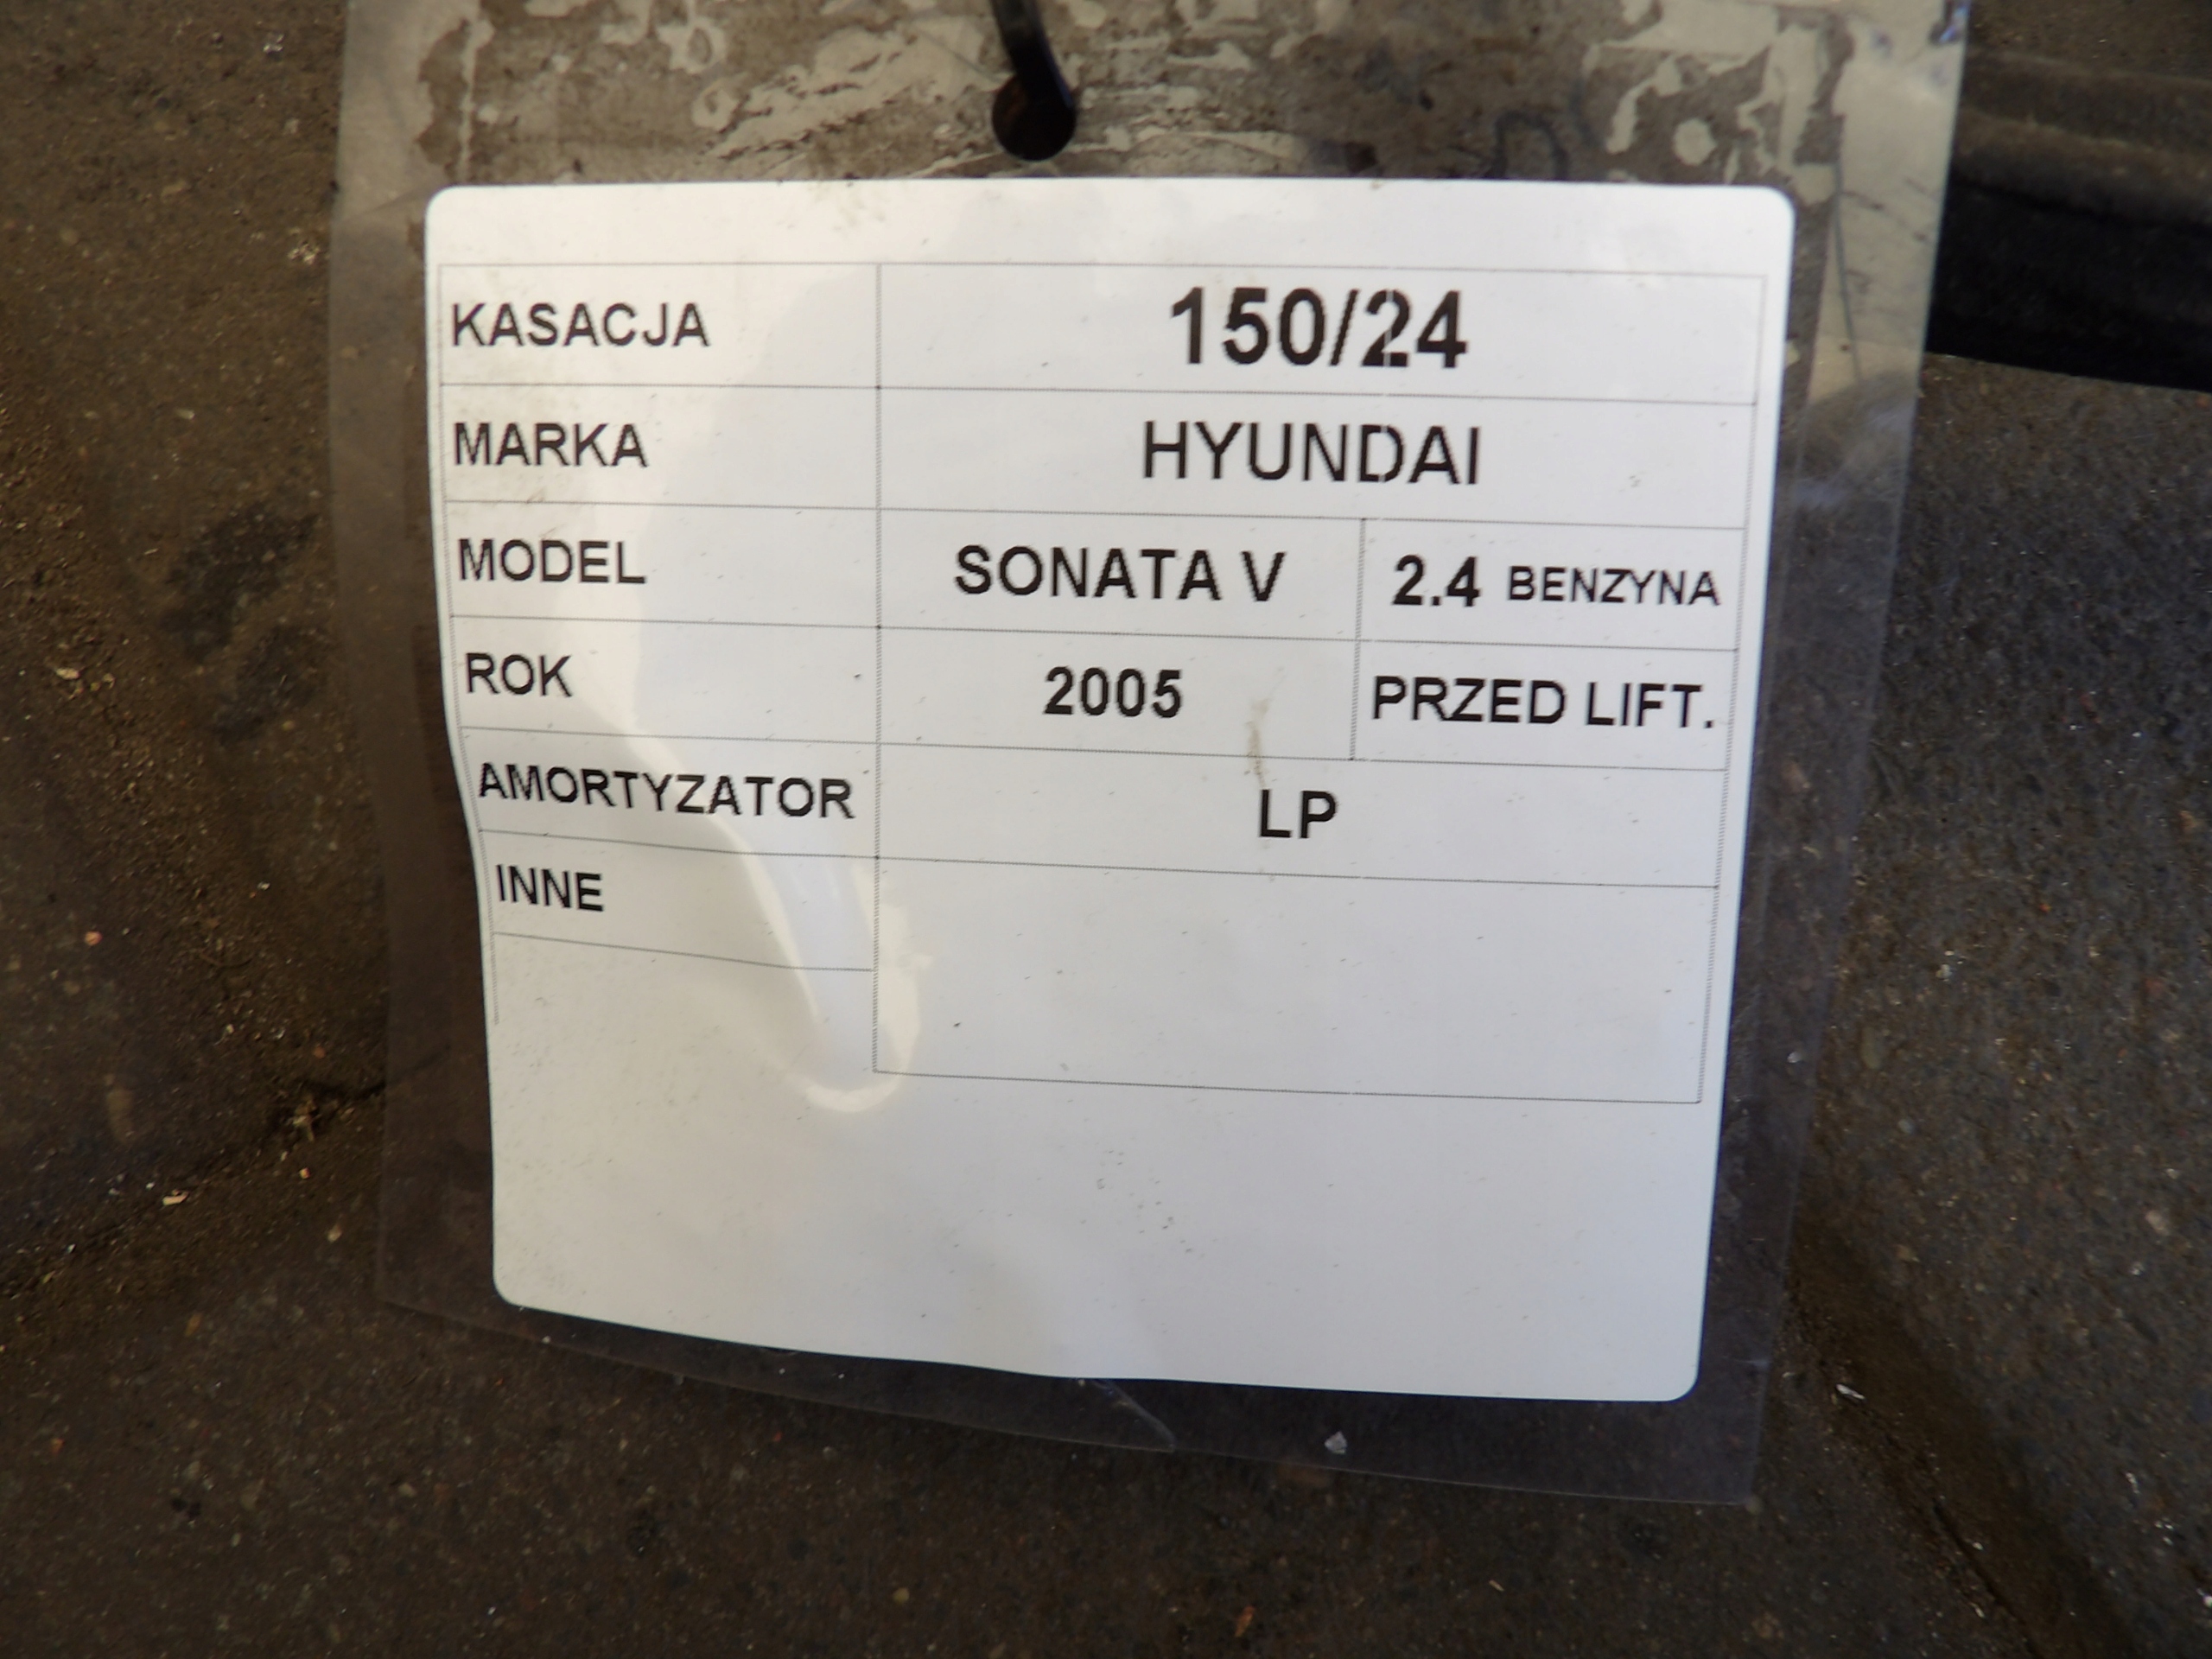 KASACJA 150/24
MARKA HYUNDAI
MODEL SONATA V 2.4 BENZYNA
ROK 2005 PRZED LIFT.
AMORTYZATOR LP
INNE